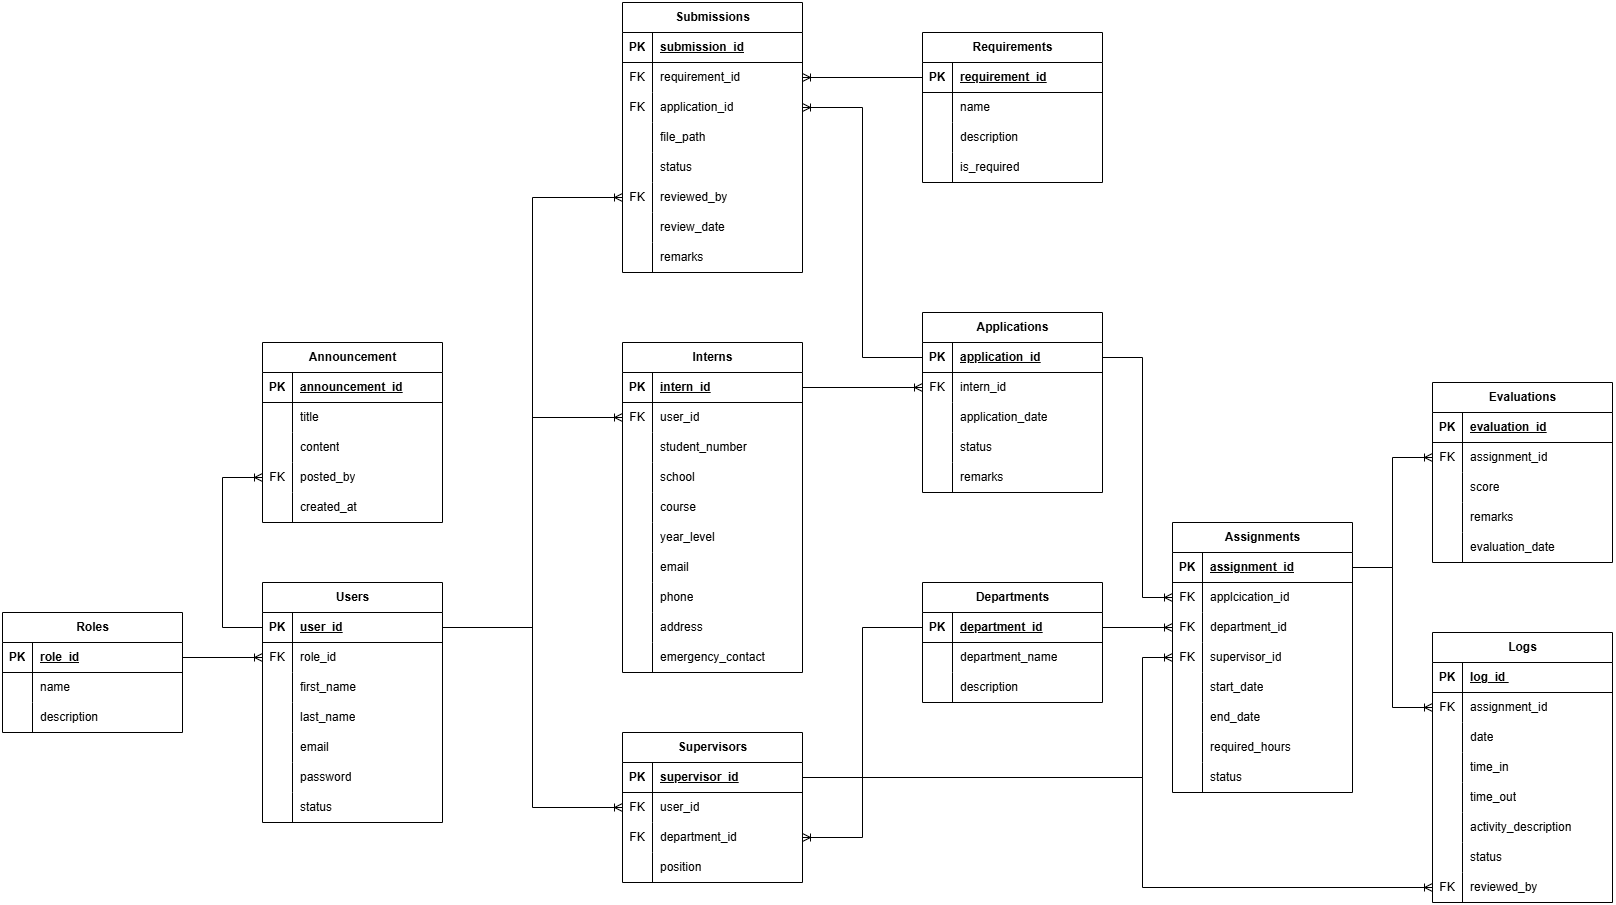 Submissions
PK submission_id
FK requirement_id
FK application_id
file_path
status
FK reviewed_by
review_date
remarks
Requirements
PK requirement_id
name
description
is_required
Announcement
PK announcement_id
title
content
FK posted_by
created_at
Interns
PK intern_id
FK user_id
student_number
school
course
year_level
email
phone
address
emergency_contact
Applications
PK application_id
FK intern_id
application_date
status
remarks
Evaluations
PK evaluation_id
FK assignment_id
score
remarks
evaluation_date
Roles
PK role_id
name
description
Users
PK user_id
FK role_id
first_name
last_name
email
password
status
Departments
PK department_id
department_name
description
Assignments
PK assignment_id
FK applcication_id
FK department_id
FK supervisor_id
start_date
end_date
required_hours
status
Supervisors
PK supervisor_id
FK user_id
FK department_id
position
Logs
PK log_id
FK assignment_id
date
time_in
time_out
activity_description
status
FK reviewed_by